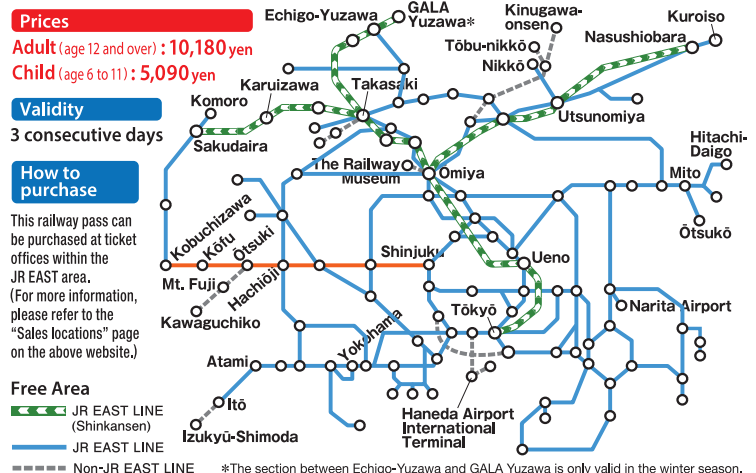 Prices
Adult (age 12 and over) : 10,180 yen
Child (age 6 to 11) : 5,090 yen
Validity
3 consecutive days
How to
purchase
This railway pass can
be purchased at ticket
offices within the
JR EAST area.
(For more information,
please refer to the
“Sales locations” page
on the above website.)
Free Area
JR EAST LINE
(Shinkansen)
JR EAST LINE
Non-JR EAST LINE
Echigo-Yuzawa
GALA
Yuzawa*
Kinugawa-
onsen
Tōbu-nikkō
Nikkō
Kuroiso
Nasushiobara
Karuizawa
Takasaki
Komoro
Sakudaira
Utsunomiya
The Railway
Museum
Omiya
Hitachi-
Daigo
Mito
Ōtsukō
Kobuchizawa
Kōfu
Ōtsuki
Hachiōji
Shinjuku
Ueno
Mt. Fuji
Kawaguchiko
Tōkyō
Narita Airport
Yokohama
Atami
Itō
Izukyū-Shimoda
Haneda Airport
International
Terminal
*The section between Echigo-Yuzawa and GALA Yuzawa is only valid in the winter season.